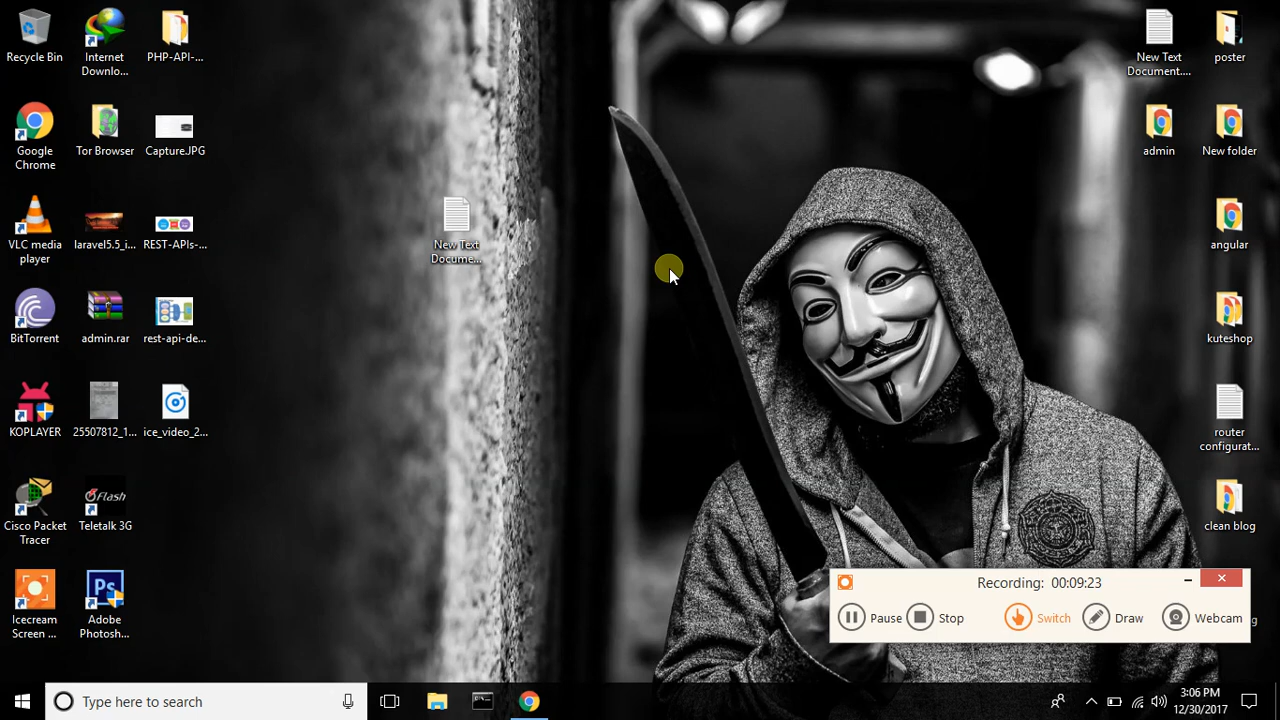 Recycle Bin
Internet
Downlo...
PHP-API-...
Google
Chrome
Tor Browser
CaptureJPG
VLC media
player
laravel5.5_i...
REST-APIs-...
BitTorrent
admin.rar
rest-api-de...
KOPLAYER
25507812_1...
ice_video_2...
Cisco Packet
Tracer
Flash
Teletalk 3G
Icecream
Screen ...
Ps
Adobe
Photosh...
New Text
Docume...
New Text
Document....
poster
admin
New folder
angular
kuteshop
router
configurat...
clean blog
Recording: 00:09:23
Pause
Stop
Switch
Draw
Webcam
g
Type here to search
3:06 PM
12/30/2017